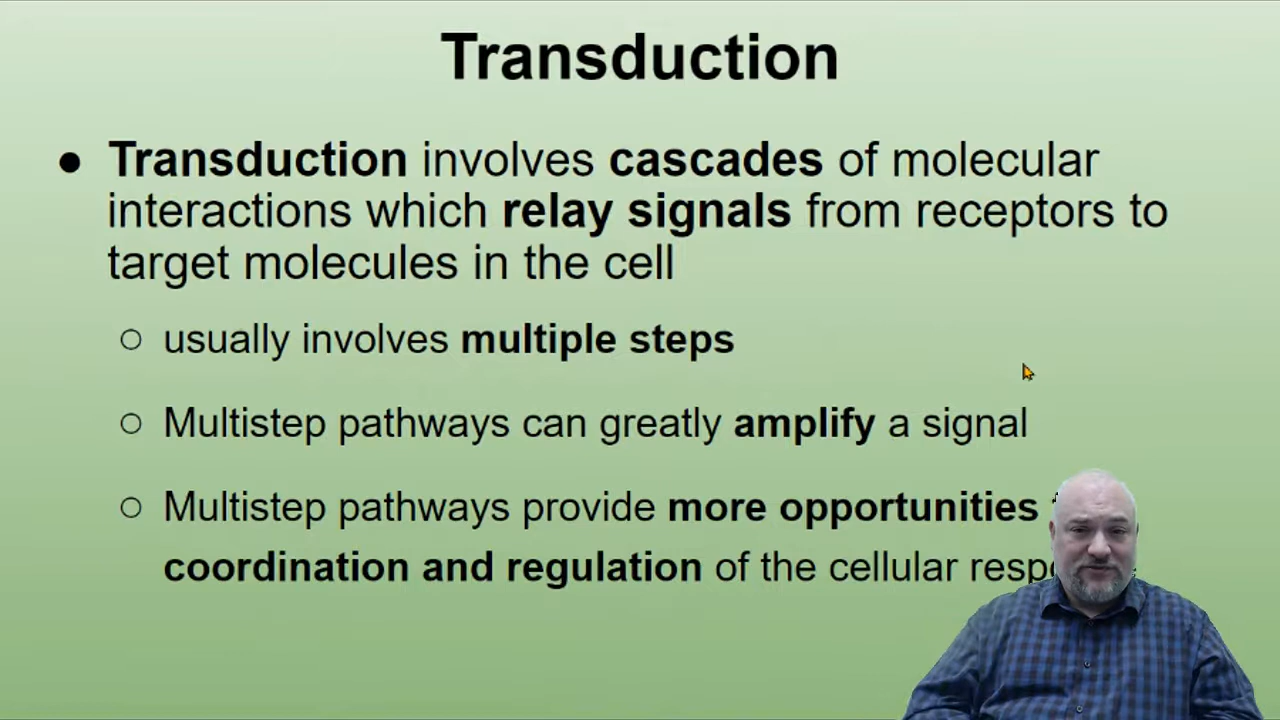 Transduction
● Transduction involves cascades of molecular
interactions which relay signals from receptors to
target molecules in the cell
○ usually involves multiple steps
○ Multistep pathways can greatly amplify a signal
○ Multistep pathways provide more opportunities
coordination and regulation of the cellular